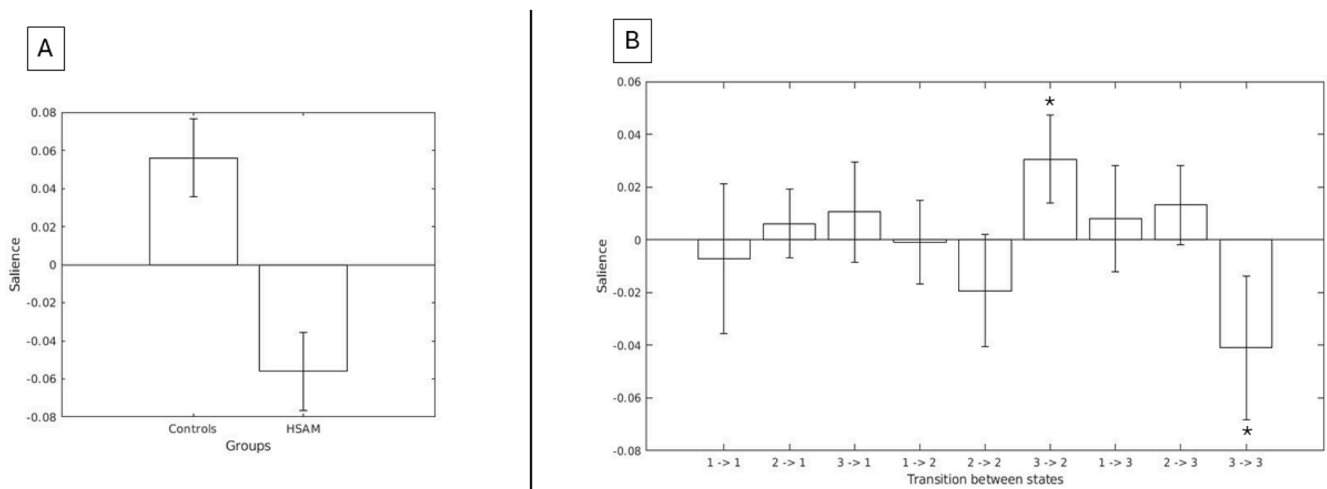 A
0.08
0.06
0.04
0.02
0
-0.02
-0.04
-0.06
-0.08
Salience
Controls HSAM
Groups
B
0.06
0.04
0.02
0
-0.02
-0.04
-0.06
-0.08
Salience
*
*
1 -> 1 2 -> 1 3 -> 1 1 -> 2 2 -> 2 3 -> 2 1 -> 3 2 -> 3 3 -> 3
Transition between states